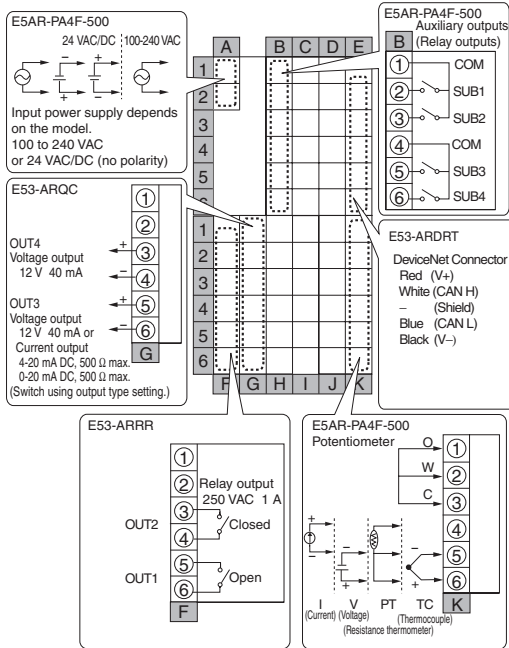 E5AR-PA4F-500
24 VAC/DC
100-240 VAC
+ − − +
Input power supply depends
on the model.
100 to 240 VAC
or 24 VAC/DC (no polarity)
A B C D E
1
2
3
4
5
6
1
2
3
4
5
6
F G H I J K
E5AR-PA4F-500
Auxiliary outputs
(Relay outputs)
B
1 COM
2 SUB1
3 SUB2
4 COM
5 SUB3
6 SUB4
E53-ARQC
1
2
OUT4 + 3
Voltage output
12 V 40 mA − 4
OUT3 + 5
Voltage output
12 V 40 mA or − 6
Current output
4-20 mA DC, 500 Ω max. G
0-20 mA DC, 500 Ω max.
(Switch using output type setting.)
E53-ARDRT
DeviceNet Connector
Red (V+)
White (CAN H)
– (Shield)
Blue (CAN L)
Black (V–)
E53-ARRR
1
2 Relay output
250 VAC 1 A
3
OUT2 Closed
4
5
OUT1 Open
6
F
E5AR-PA4F-500
Potentiometer
O 1
W 2
C 3
4
+ − − 5
− + + 6
I V PT TC K
(Current) (Voltage) (Thermocouple)
(Resistance thermometer)